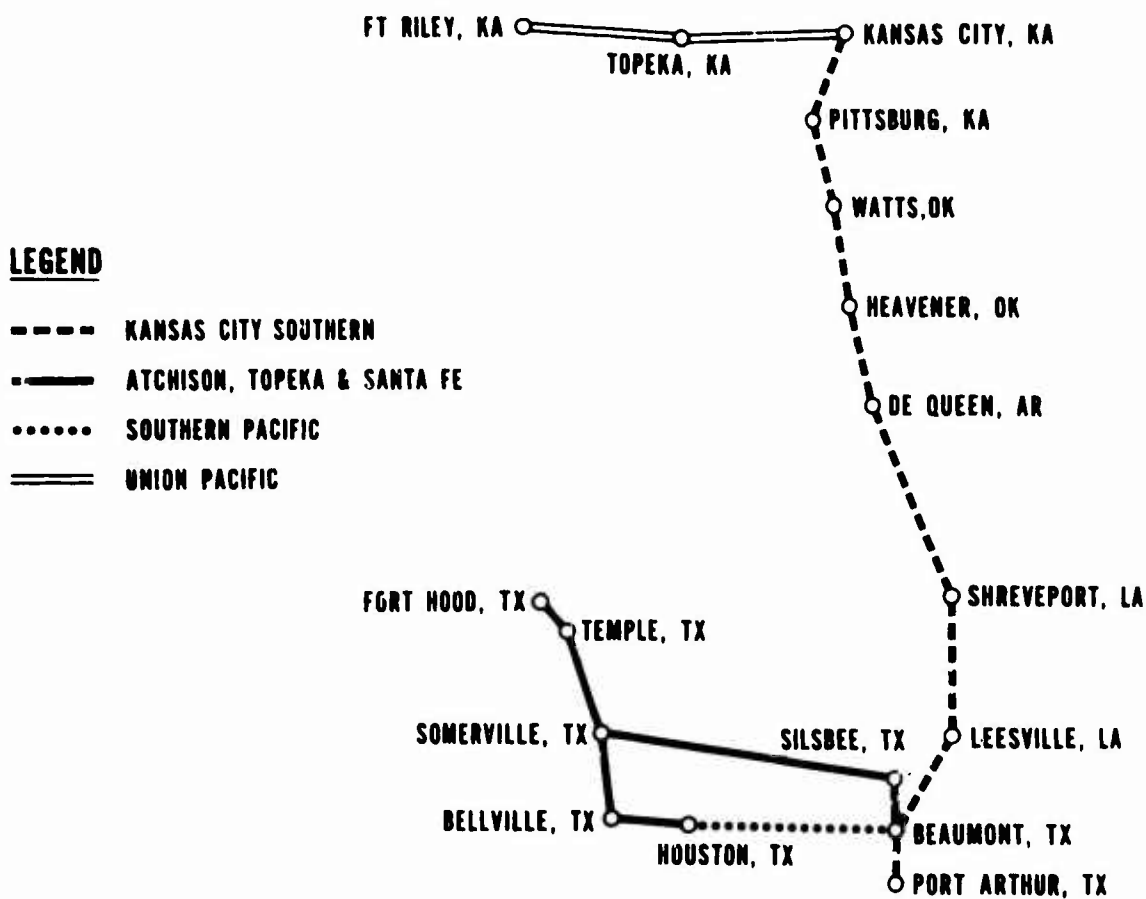 FT RILEY, KA
KANSAS CITY, KA
TOPEKA, KA
PITTSBURG, KA
WATTS,OK
LEGEND
HEAVENER, OK
KANSAS CITY SOUTHERN
ATCHISON, TOPEKA & SANTA FE
DE QUEEN, AR
SOUTHERN PACIFIC
UNION PACIFIC
FORT HOOD, TX
SHREVEPORT, LA
TEMPLE, TX
SOMERVILLE, TX
SILSBEE, TX
LEESVILLE, LA
BELLVILLE, TX
BEAUMONT, TX
HOUSTON, TX
PORT ARTHUR, TX